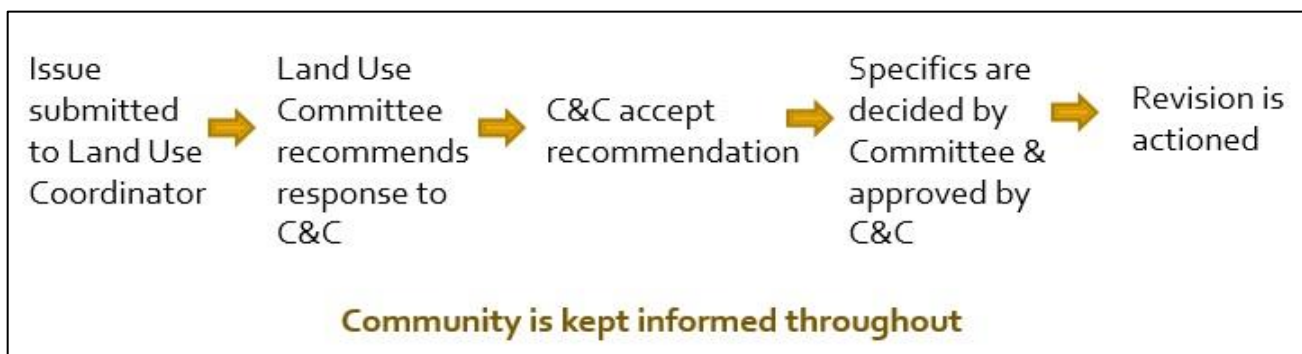 Issue
submitted
to Land Use
Coordinator
Land Use
Committee
recommends
response to
C&C
C&C accept
recommendation
Specifics are
decided by
Committee &
approved by
C&C
Revision is
actioned
Community is kept informed throughout